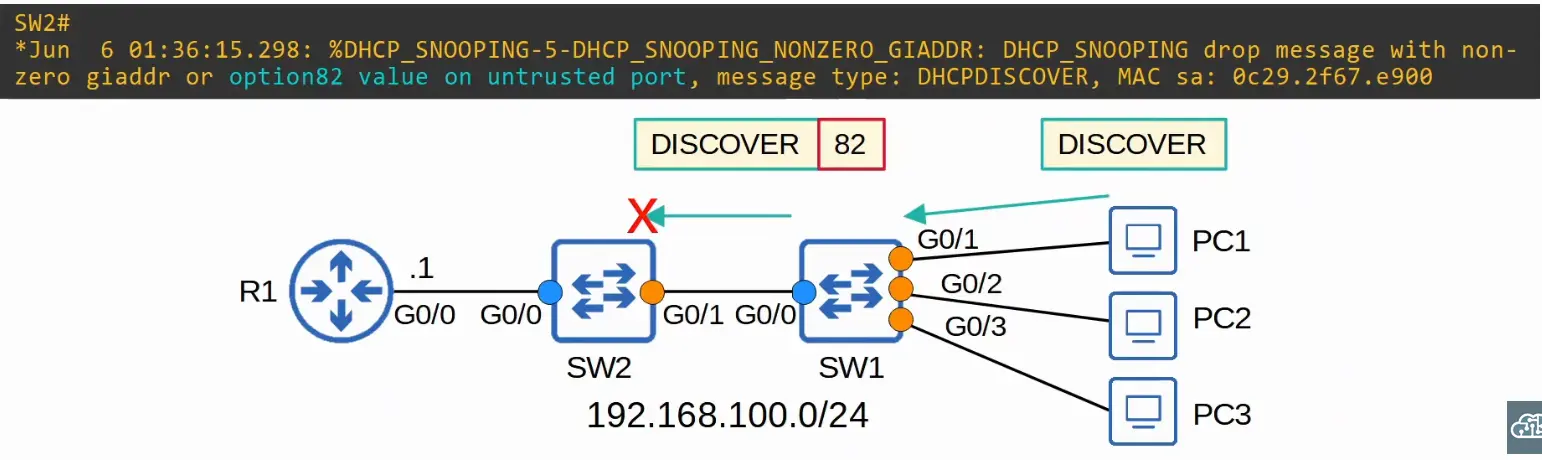 SW2#
*Jun  6 01:36:15.298: %DHCP_SNOOPING-5-DHCP_SNOOPING_NONZERO_GIADDR: DHCP_SNOOPING drop message with non-
zero giaddr or option82 value on untrusted port, message type: DHCPDISCOVER, MAC sa: 0c29.2f67.e900
DISCOVER 82
DISCOVER
X
R1
.1
G0/0
G0/0
SW2
G0/1
G0/0
SW1
G0/1
PC1
G0/2
PC2
G0/3
PC3
192.168.100.0/24